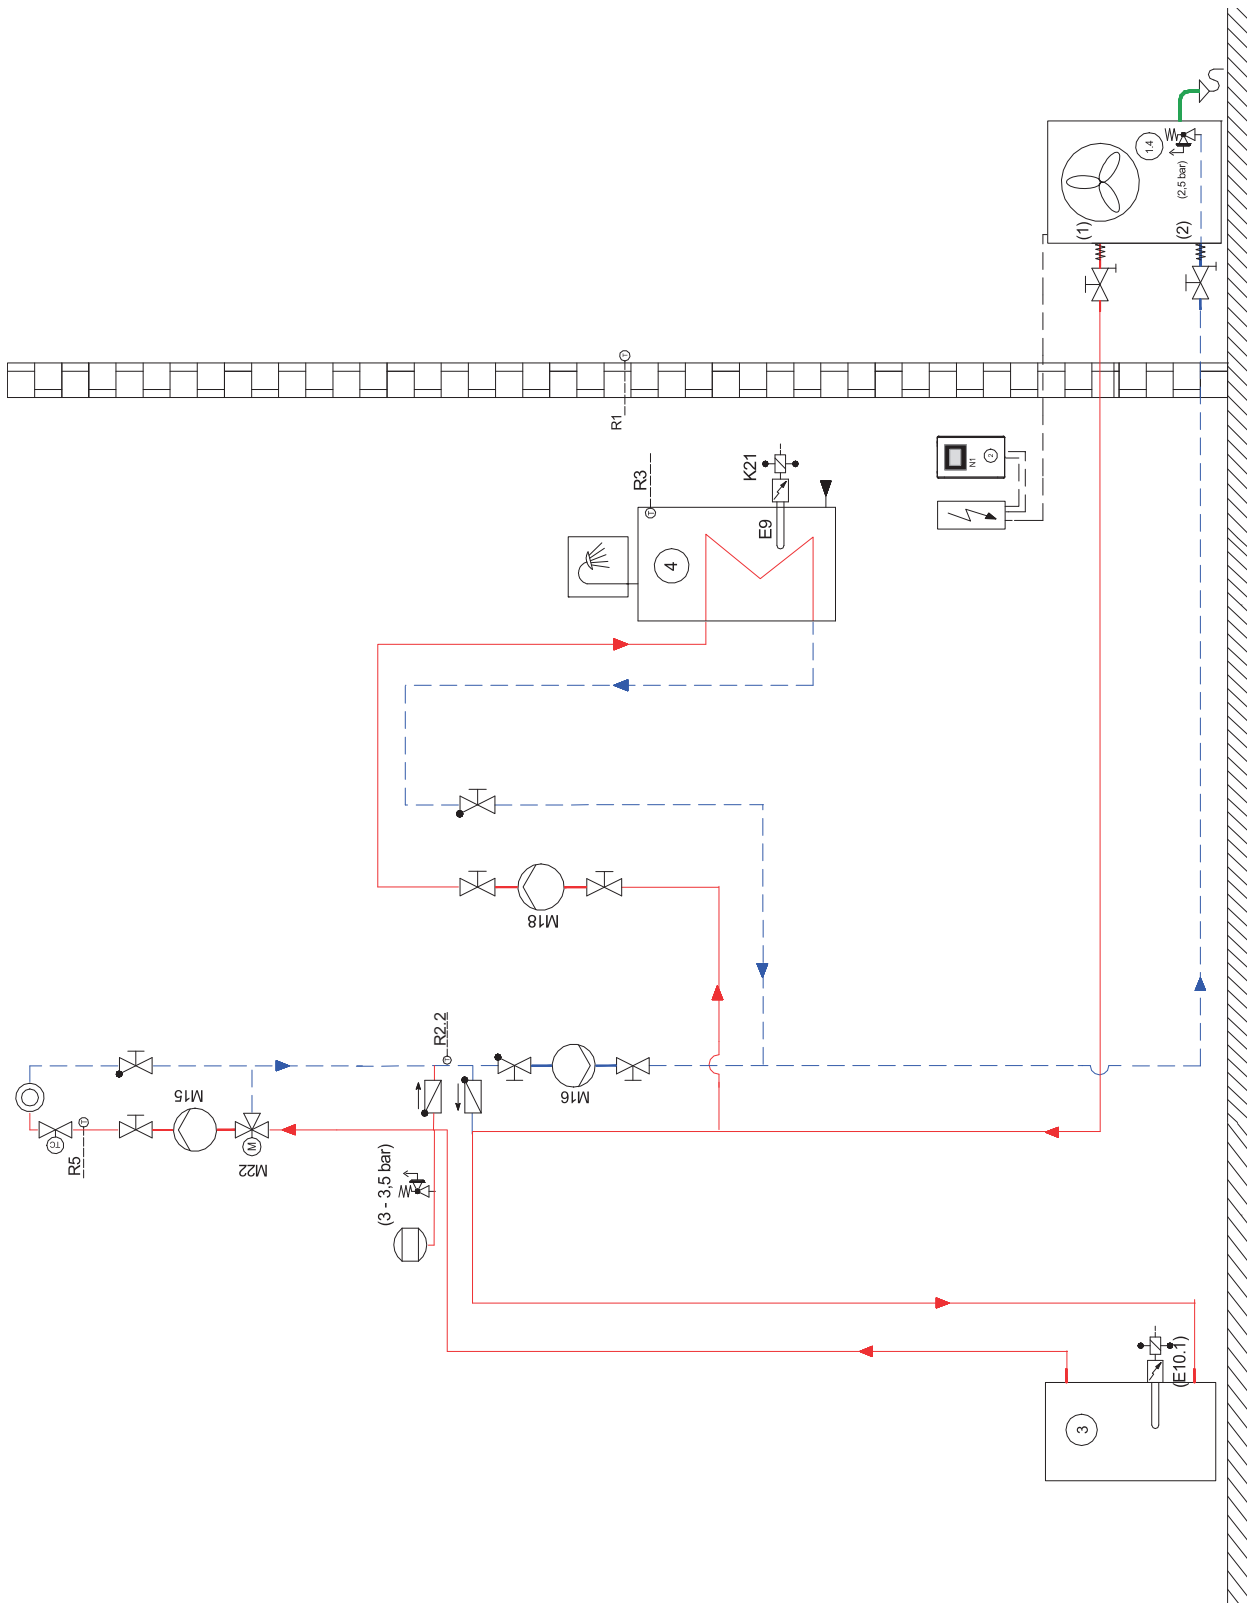 1.4
(2,5 bar)
(1)
(2)
T
R1
R3
T
K21
E9
4
N1
2
M18
R2.2
T
M16
M15
M
M22
TC
T
R5
(3 - 3,5 bar)
(E10.1)
3